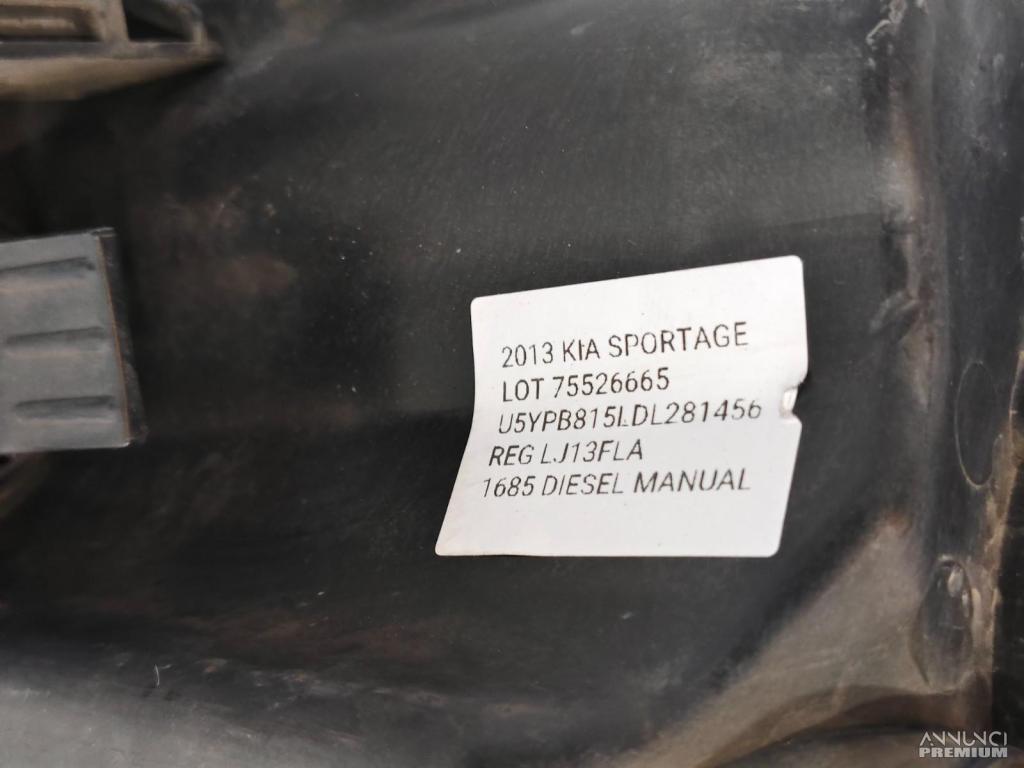 2013 KIA SPORTAGE
LOT 75526665
U5YPB815LDL281456
REG LJ13FLA
1685 DIESEL MANUAL
ANNUNCI
PREMIUM